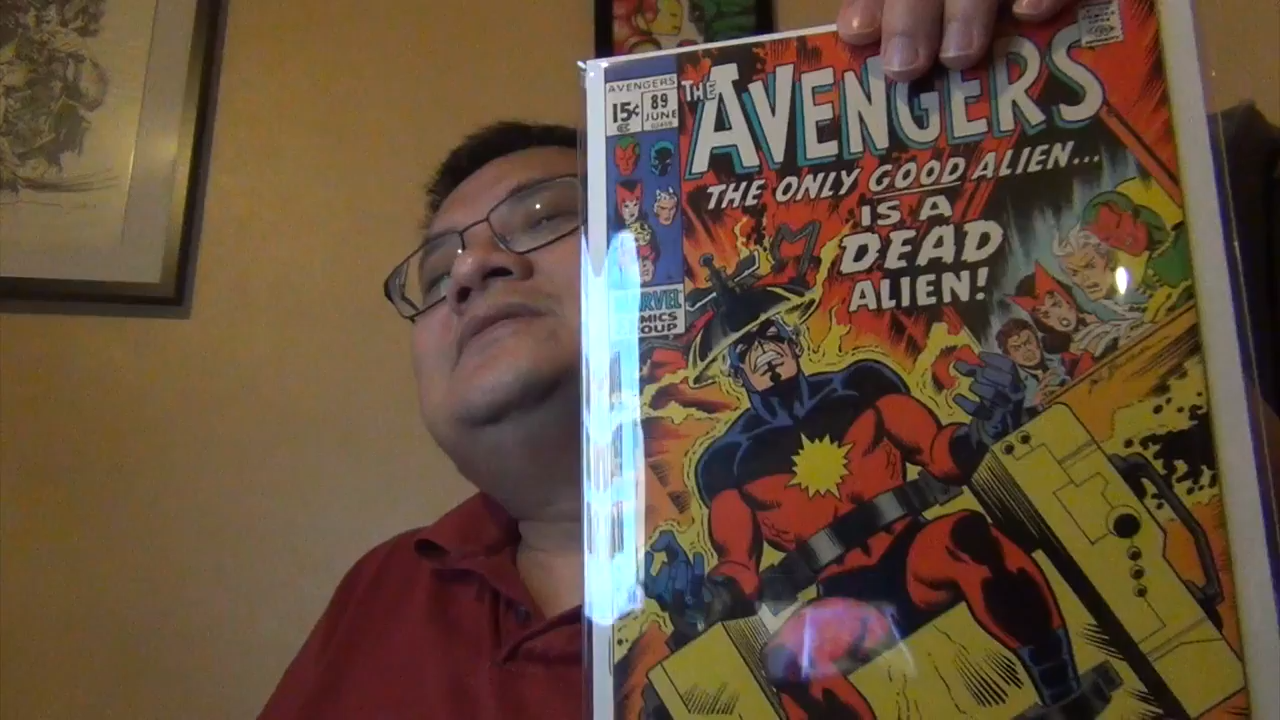 AVENGERS
15¢
89
JUNE
THE AVENGERS
THE ONLY GOOD ALIEN...
IS A
DEAD
ALIEN!
MARVEL
COMICS
GROUP